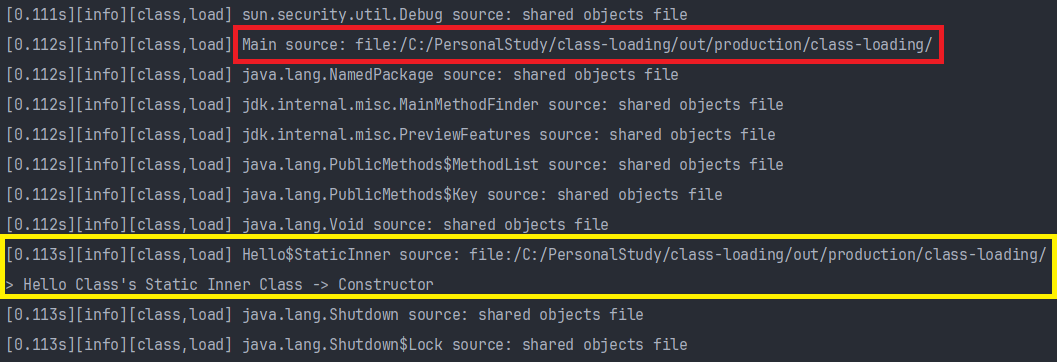 [0.111s][info][class,load] sun.security.util.Debug source: shared objects file
[0.112s][info][class,load] Main source: file:/C:/PersonalStudy/class-loading/out/production/class-loading/
[0.112s][info][class,load] java.lang.NamedPackage source: shared objects file
[0.112s][info][class,load] jdk.internal.misc.MainMethodFinder source: shared objects file
[0.112s][info][class,load] jdk.internal.misc.PreviewFeatures source: shared objects file
[0.112s][info][class,load] java.lang.PublicMethods$MethodList source: shared objects file
[0.112s][info][class,load] java.lang.PublicMethods$Key source: shared objects file
[0.112s][info][class,load] java.lang.Void source: shared objects file
[0.113s][info][class,load] Hello$StaticInner source: file:/C:/PersonalStudy/class-loading/out/production/class-loading/
> Hello Class's Static Inner Class -> Constructor
[0.113s][info][class,load] java.lang.Shutdown source: shared objects file
[0.113s][info][class,load] java.lang.Shutdown$Lock source: shared objects file